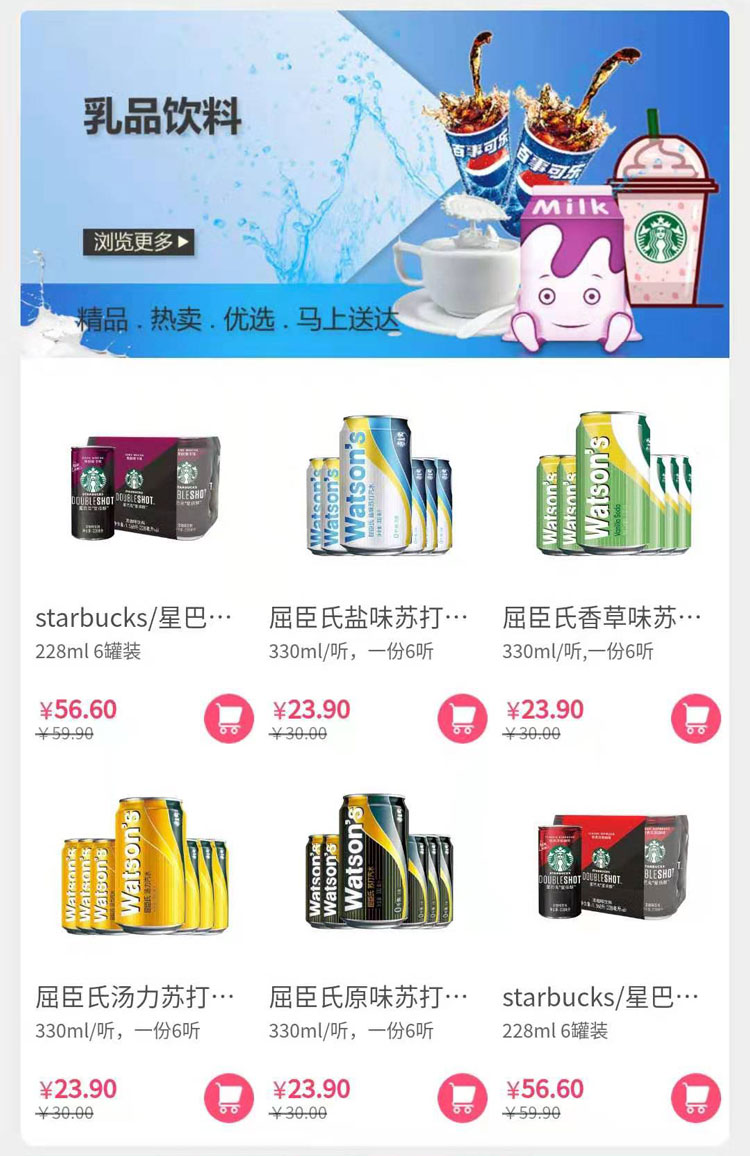 乳品饮料
浏览更多
精品 . 热卖 . 优选 . 马上送达
百事可乐
百事可乐
Milk
DOUBLESHOT
DOUBLESHOT
Watson's
Watson's
Watson's
Watson's
Watson's
Watson's
Vanilla Soda
starbucks/星巴…
屈臣氏盐味苏打…
屈臣氏香草味苏…
228ml 6罐装
330ml/听，一份6听
330ml/听,一份6听
¥56.60
¥23.90
¥23.90
¥59.90
¥30.00
¥30.00
Watson's
Watson's
Watson's
Watson's
Watson's
Watson's
Watson's
DOUBLESHOT
DOUBLESHOT
屈臣氏汤力苏打…
屈臣氏原味苏打…
starbucks/星巴…
330ml/听，一份6听
330ml/听，一份6听
228ml 6罐装
¥23.90
¥23.90
¥56.60
¥30.00
¥30.00
¥59.90